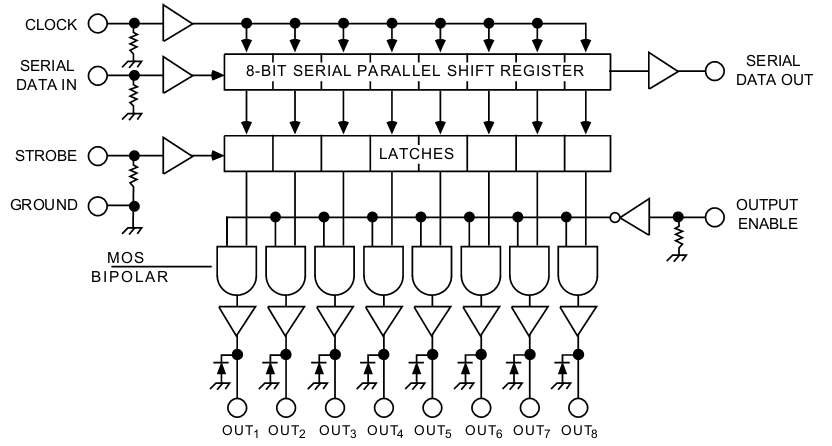 CLOCK
8-BIT SERIAL PARALLEL SHIFT REGISTER
SERIAL
DATA IN
SERIAL
DATA OUT
STROBE
LATCHES
GROUND
OUTPUT
ENABLE
MOS
BIPOLAR
OUT1 OUT2 OUT3 OUT4 OUT5 OUT6 OUT7 OUT8